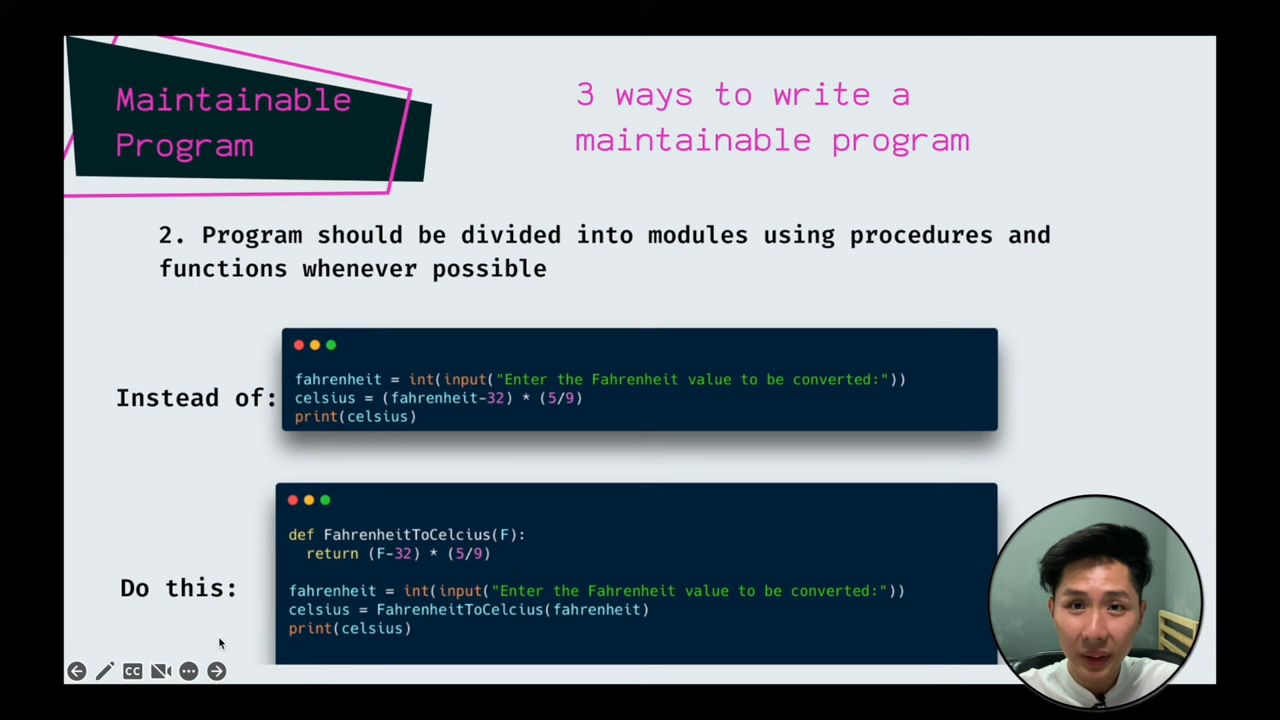 Maintainable
Program
3 ways to write a
maintainable program
2. Program should be divided into modules using procedures and
functions whenever possible
Instead of:
fahrenheit = int(input("Enter the Fahrenheit value to be converted:"))
celsius = (fahrenheit-32) * (5/9)
print(celsius)
Do this:
def FahrenheitToCelcius(F):
  return (F-32) * (5/9)
fahrenheit = int(input("Enter the Fahrenheit value to be converted:"))
celsius = FahrenheitToCelcius(fahrenheit)
print(celsius)
CC